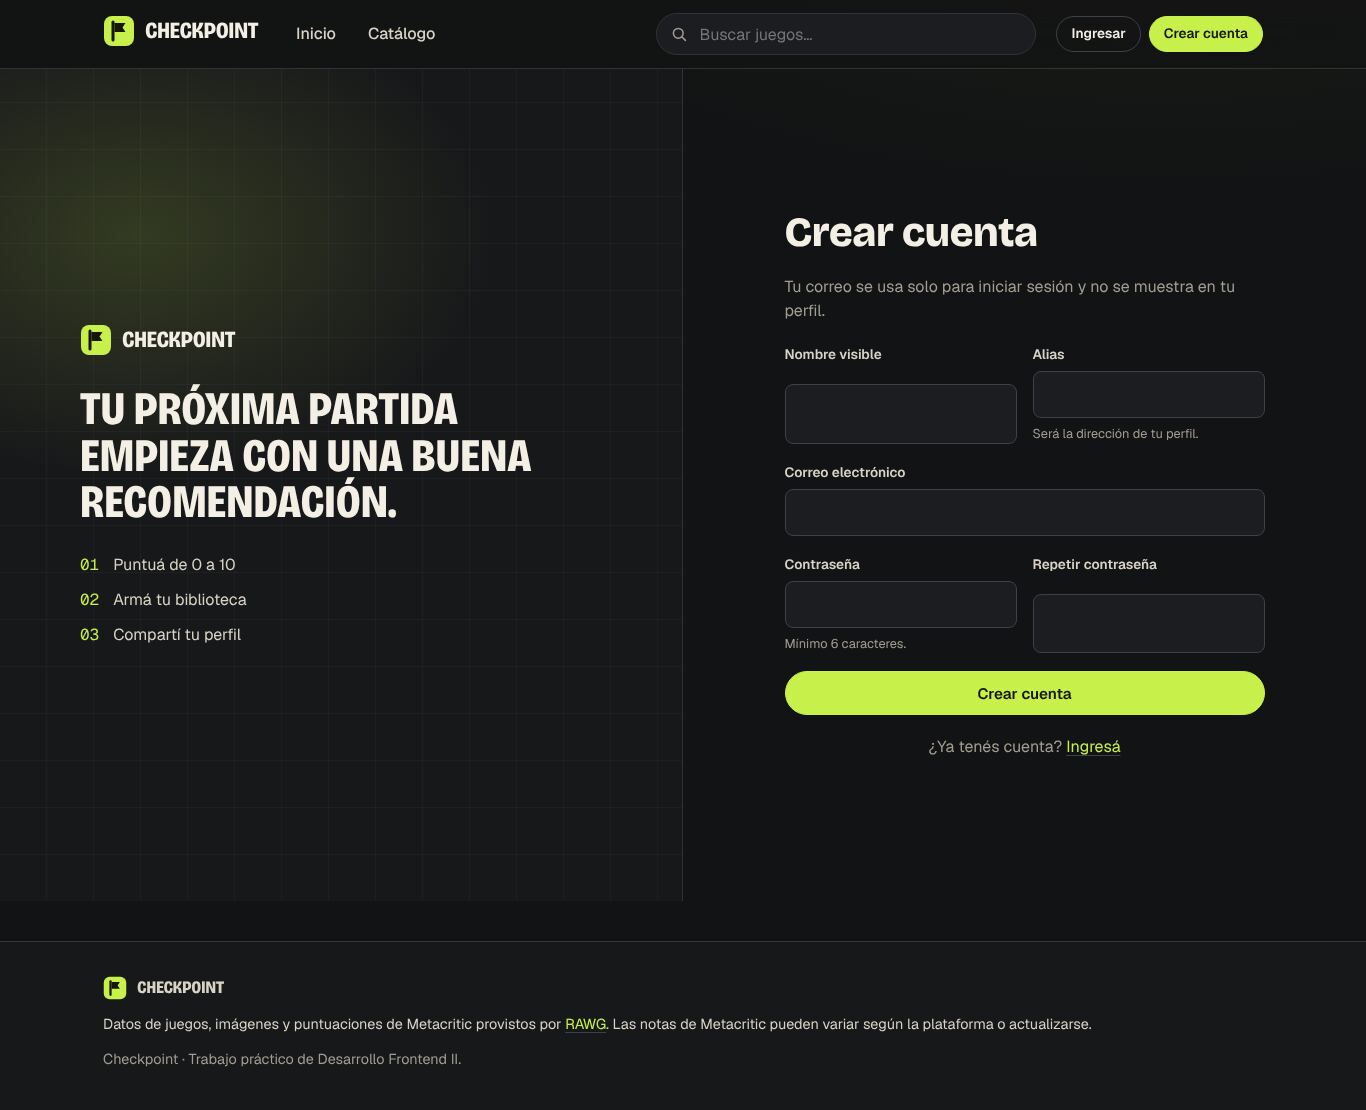 CHECKPOINT
Inicio
Catálogo
Buscar juegos...
Ingresar
Crear cuenta
CHECKPOINT
TU PRÓXIMA PARTIDA
EMPIEZA CON UNA BUENA
RECOMENDACIÓN.
01 Puntuá de 0 a 10
02 Armá tu biblioteca
03 Compartí tu perfil
Crear cuenta
Tu correo se usa solo para iniciar sesión y no se muestra en tu
perfil.
Nombre visible
Alias
Será la dirección de tu perfil.
Correo electrónico
Contraseña
Repetir contraseña
Mínimo 6 caracteres.
Crear cuenta
¿Ya tenés cuenta? Ingresá
CHECKPOINT
Datos de juegos, imágenes y puntuaciones de Metacritic provistos por RAWG. Las notas de Metacritic pueden variar según la plataforma o actualizarse.
Checkpoint · Trabajo práctico de Desarrollo Frontend II.